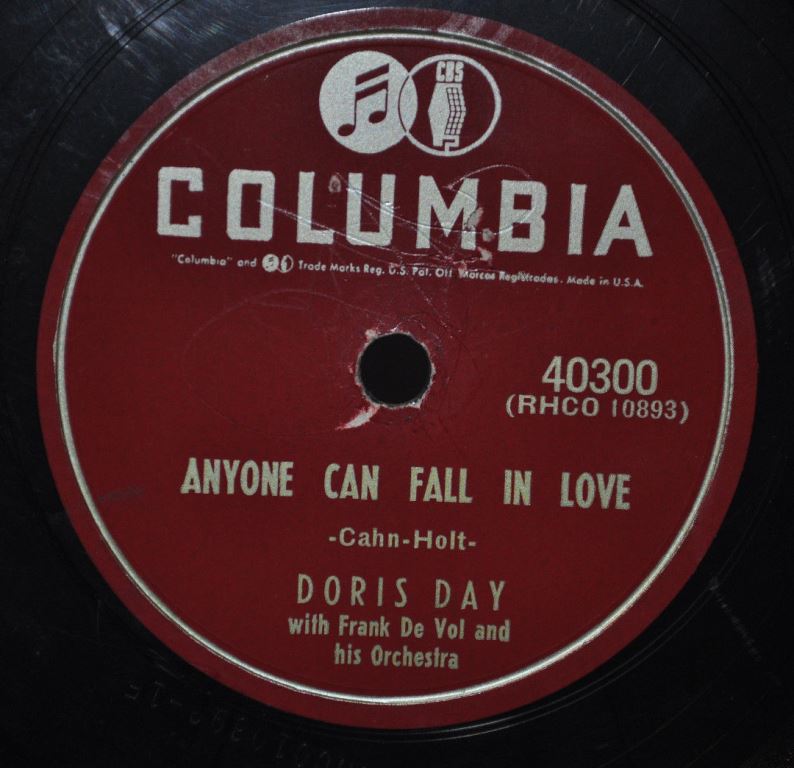 CBS
COLUMBIA
"Columbia" and Trade Marks Reg. U.S. Pat. Off. Marcas Registradas. Made in U.S.A.
40300
(RHCO 10893)
ANYONE CAN FALL IN LOVE
-Cahn-Holt-
DORIS DAY
with Frank De Vol and
his Orchestra